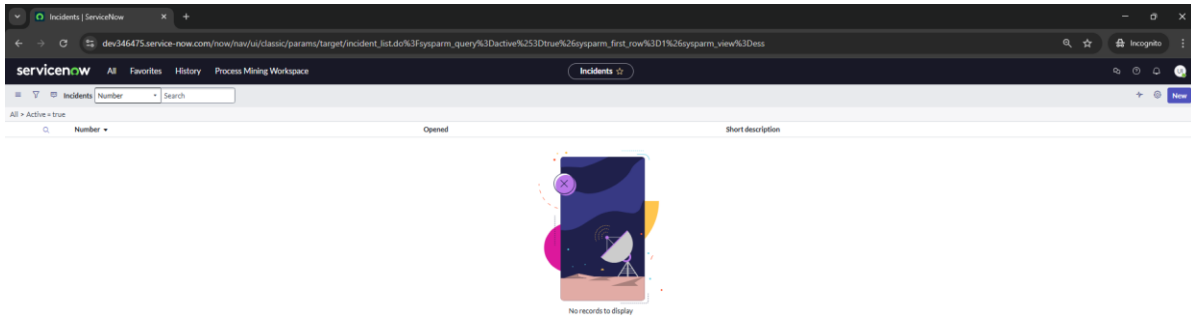 Incidents | ServiceNow
dev346475.service-now.com/now/nav/ui/classic/params/target/incident_list.do%3Fsysparm_query%3Dactive%253Dtrue%26sysparm_first_row%3D1%26sysparm_view%3Dess
Incognito
servicenow All Favorites History Process Mining Workspace Incidents
Incidents Number Search New
All > Active = true
Number Opened Short description
No records to display